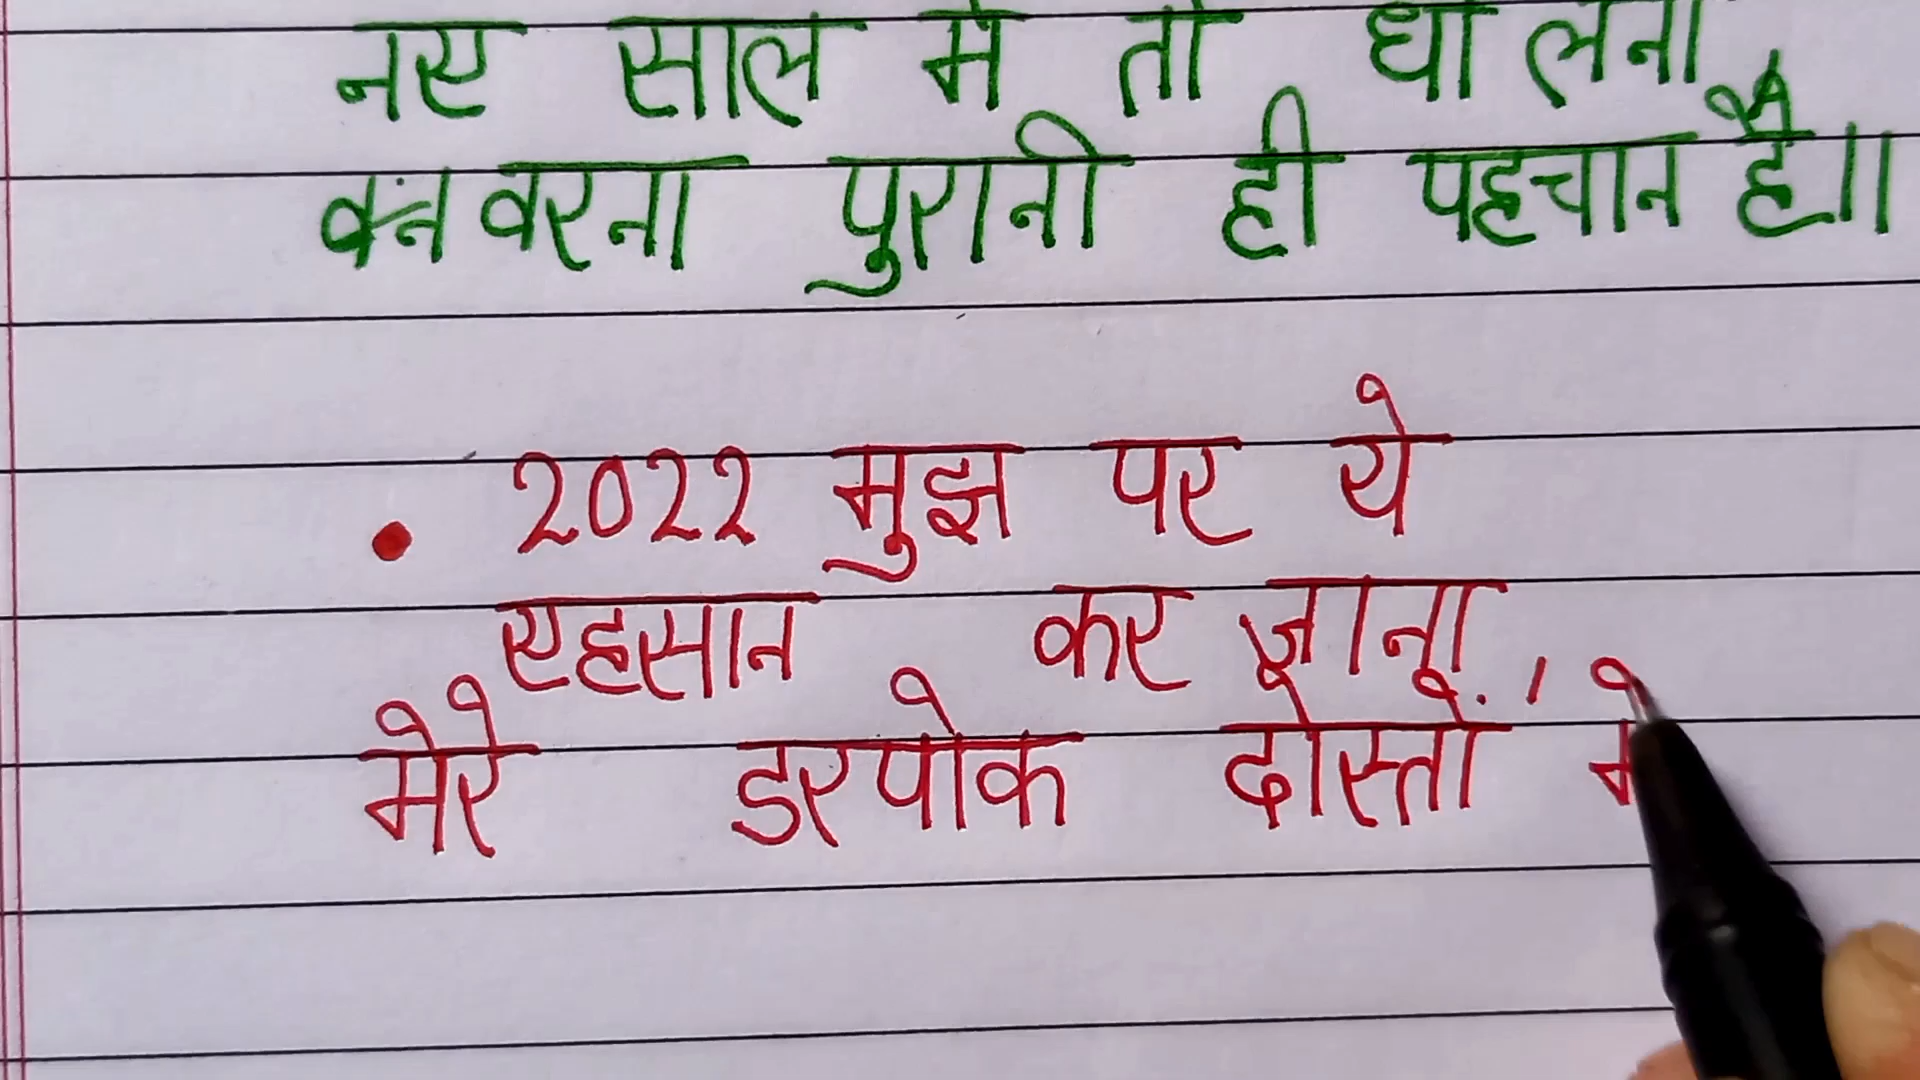 नए साल में तो धो लेना,
वरना पुरानी ही पहचान है।।
• 2022 मुझ पर ये
एहसान कर जाना,
मेरे डरपोक दोस्तों मे